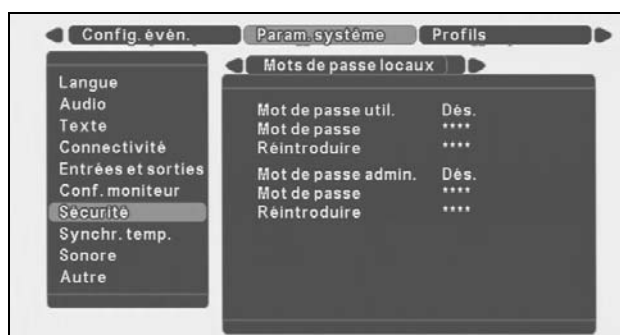 Config. évén. Param. système Profils
Mots de passe locaux
Langue
Audio
Texte
Connectivité
Entrées et sorties
Conf. moniteur
Sécurité
Synchr. temp.
Sonore
Autre
Mot de passe util. Dés.
Mot de passe ****
Réintroduire ****
Mot de passe admin. Dés.
Mot de passe ****
Réintroduire ****